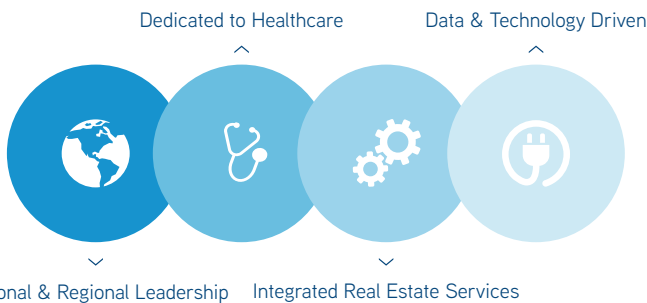 Dedicated to Healthcare
Data & Technology Driven
onal & Regional Leadership
Integrated Real Estate Services